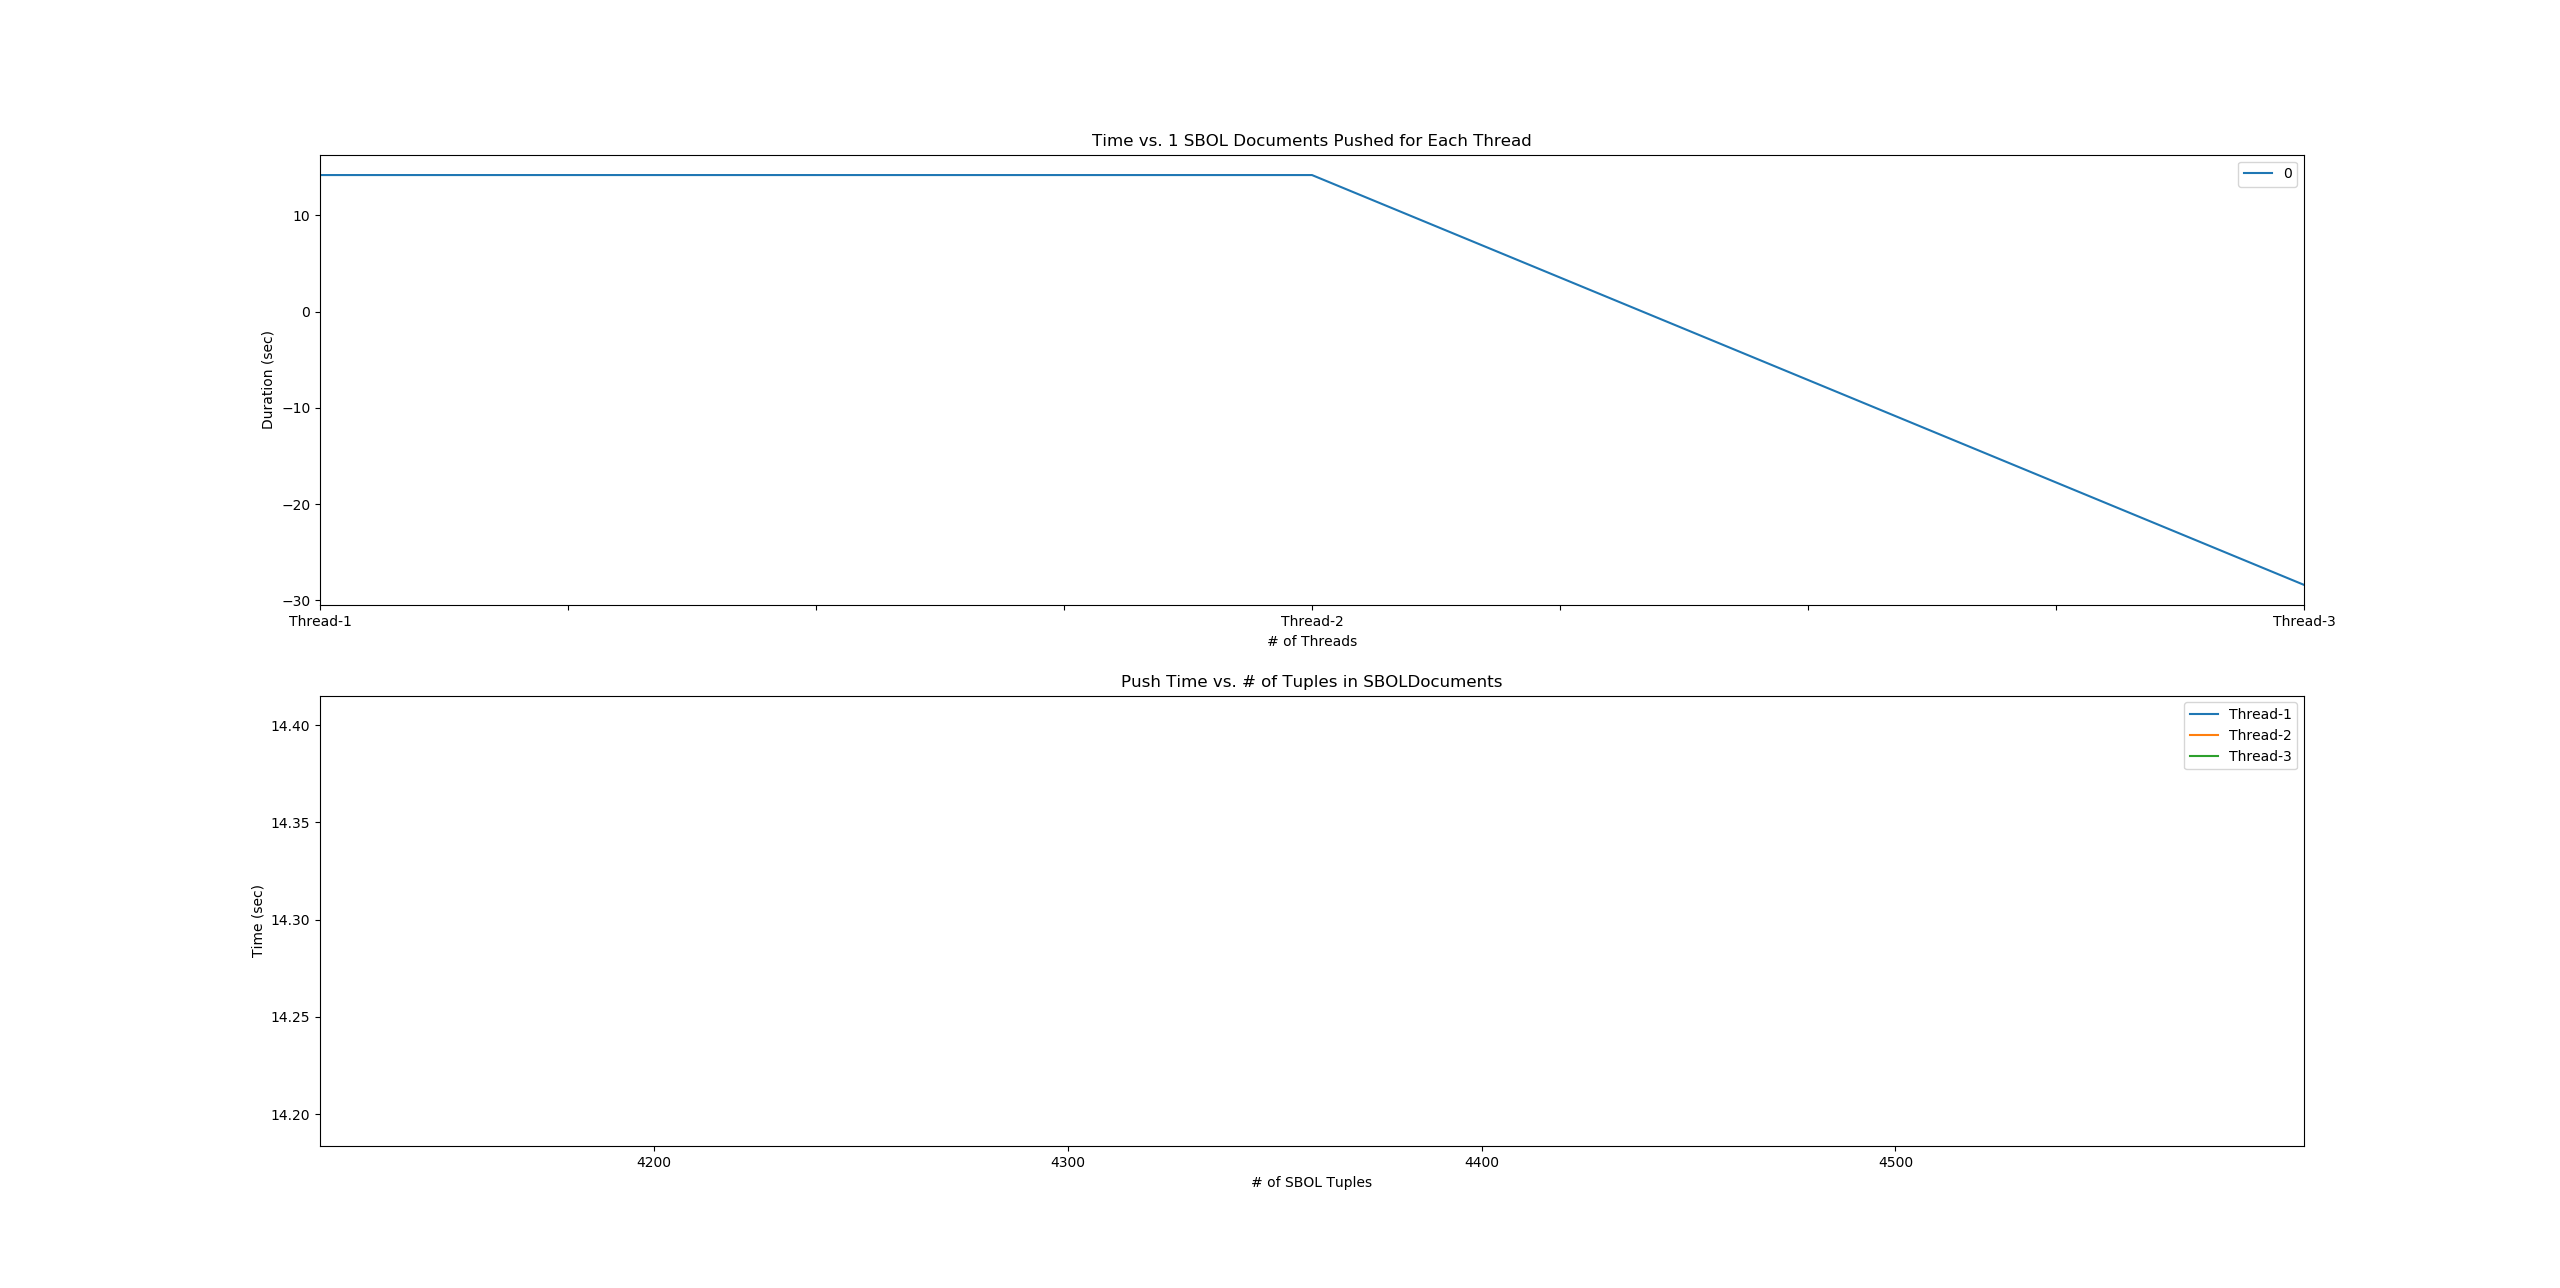 Time vs. 1 SBOL Documents Pushed for Each Thread
0
10
0
−10
−20
−30
Duration (sec)
Thread-1 Thread-2 Thread-3
# of Threads
Push Time vs. # of Tuples in SBOLDocuments
Thread-1
Thread-2
Thread-3
14.40
14.35
14.30
14.25
14.20
Time (sec)
4200 4300 4400 4500
# of SBOL Tuples